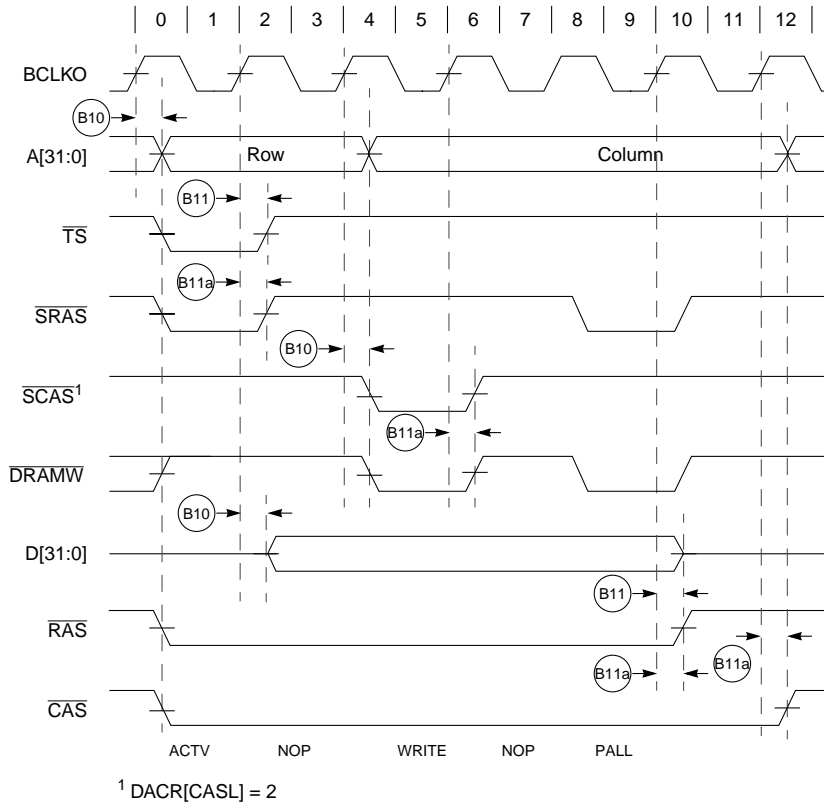 0 1 2 3 4 5 6 7 8 9 10 11 12
BCLKO
B10
A[31:0] Row Column
B11
TS
B11a
SRAS
B10
SCAS1
B11a
DRAMW
B10
D[31:0]
B11
RAS
B11a B11a
CAS
ACTV NOP WRITE NOP PALL
1 DACR[CASL] = 2